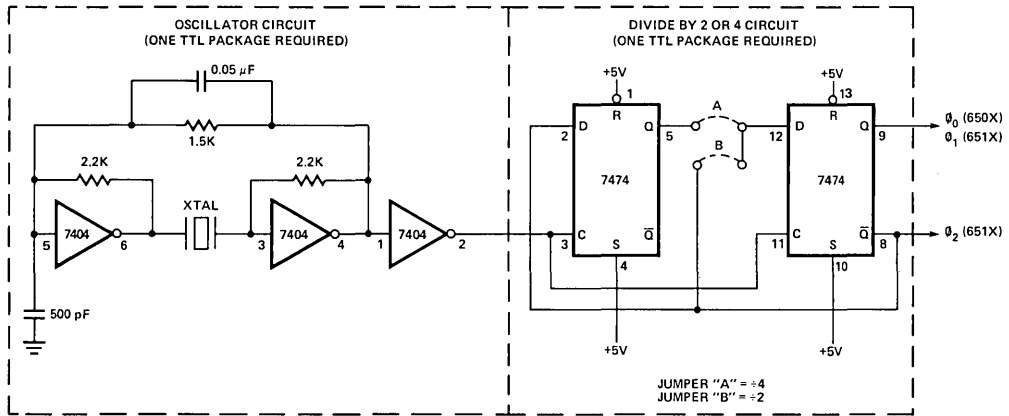 OSCILLATOR CIRCUIT
(ONE TTL PACKAGE REQUIRED)
0.05 µF
1.5K
2.2K
2.2K
XTAL
5 7404 6
3 7404 4
1 7404 2
500 pF
DIVIDE BY 2 OR 4 CIRCUIT
(ONE TTL PACKAGE REQUIRED)
+5V
1
R
2 D Q 5
7474
3 C Q̅
S
4
+5V
A
B
+5V
13
R
12 D Q 9
7474
11 C Q̅ 8
S
10
+5V
Ø0 (650X)
Ø1 (651X)
Ø2 (651X)
JUMPER "A" = ÷4
JUMPER "B" = ÷2